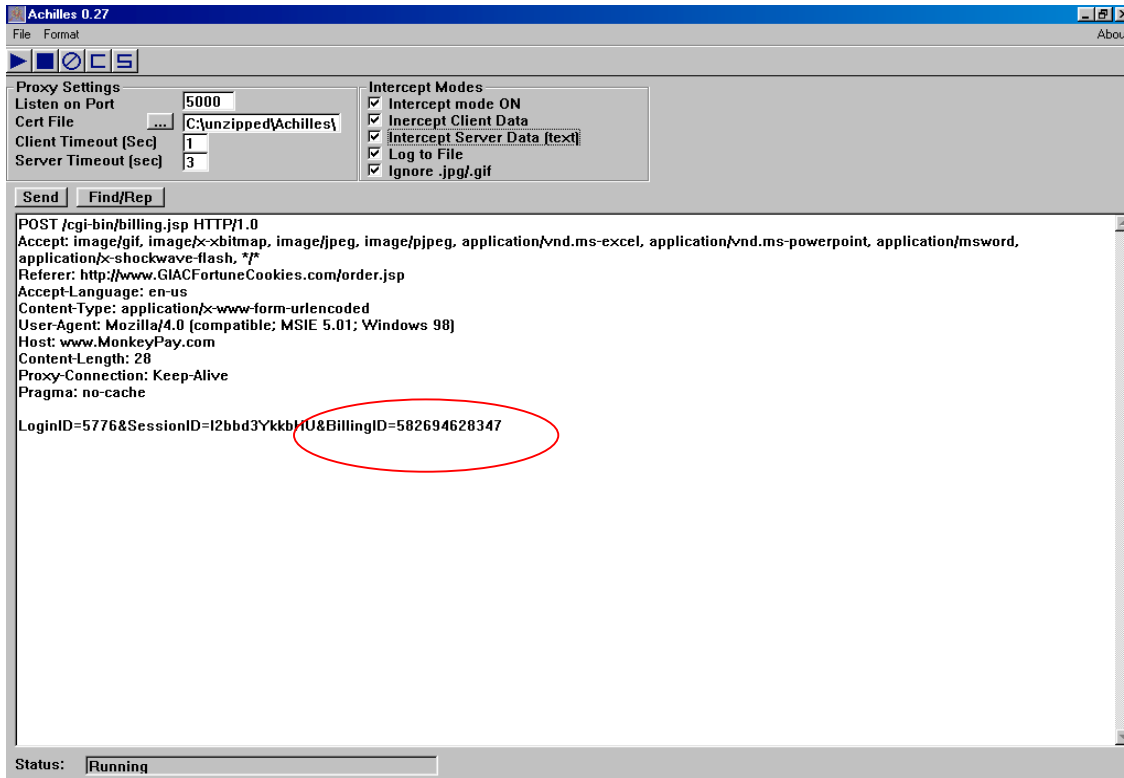 Achilles 0.27
File Format Abou
Proxy Settings
Listen on Port 5000
Cert File ... C:\unzipped\Achilles\
Client Timeout (Sec) 1
Server Timeout (sec) 3
Intercept Modes
Intercept mode ON
Inercept Client Data
Intercept Server Data (text)
Log to File
Ignore .jpg/.gif
Send Find/Rep
POST /cgi-bin/billing.jsp HTTP/1.0
Accept: image/gif, image/x-xbitmap, image/jpeg, image/pjpeg, application/vnd.ms-excel, application/vnd.ms-powerpoint, application/msword,
application/x-shockwave-flash, */*
Referer: http://www.GIACFortuneCookies.com/order.jsp
Accept-Language: en-us
Content-Type: application/x-www-form-urlencoded
User-Agent: Mozilla/4.0 (compatible; MSIE 5.01; Windows 98)
Host: www.MonkeyPay.com
Content-Length: 28
Proxy-Connection: Keep-Alive
Pragma: no-cache
LoginID=5776&SessionID=I2bbd3YkkbHU&BillingID=582694628347
Status: Running